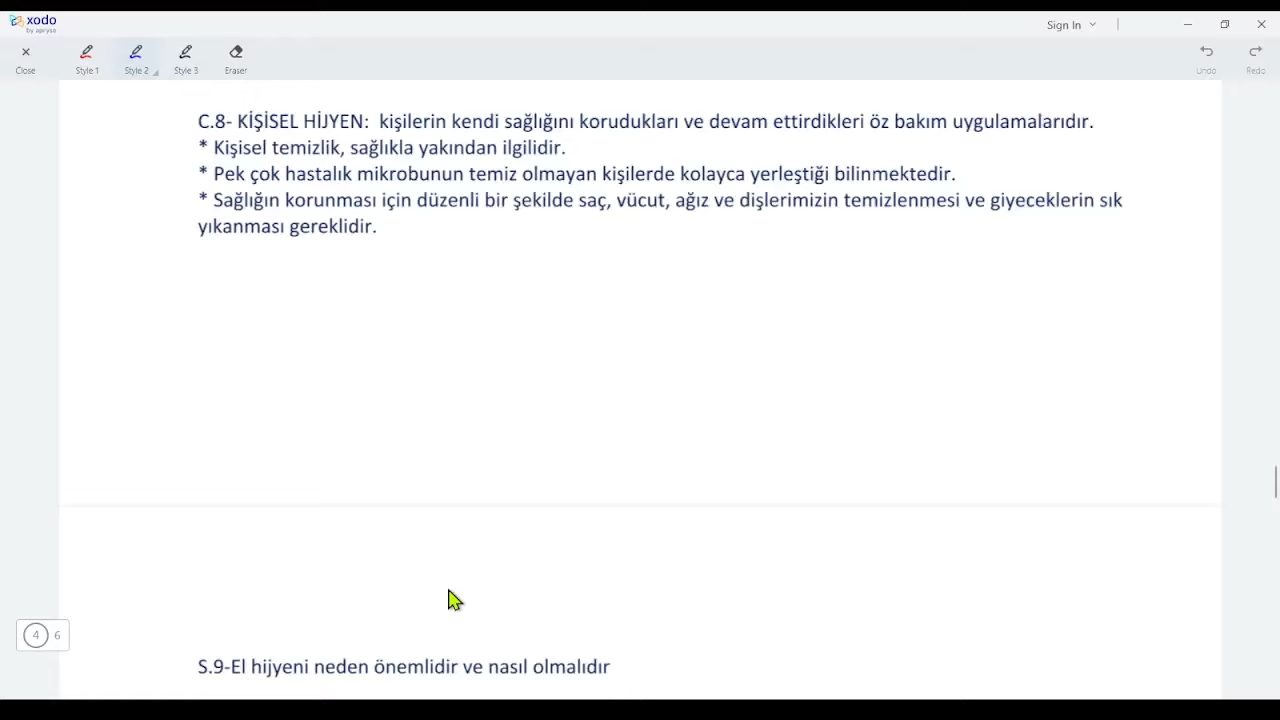 xodo
by apryse
Sign In
Close
Style 1
Style 2
Style 3
Eraser
Undo
Redo
C.8- KİŞİSEL HİJYEN: kişilerin kendi sağlığını korudukları ve devam ettirdikleri öz bakım uygulamalarıdır.
* Kişisel temizlik, sağlıkla yakından ilgilidir.
* Pek çok hastalık mikrobunun temiz olmayan kişilerde kolayca yerleştiği bilinmektedir.
* Sağlığın korunması için düzenli bir şekilde saç, vücut, ağız ve dişlerimizin temizlenmesi ve giyeceklerin sık
yıkanması gereklidir.
4 6
S.9-El hijyeni neden önemlidir ve nasıl olmalıdır